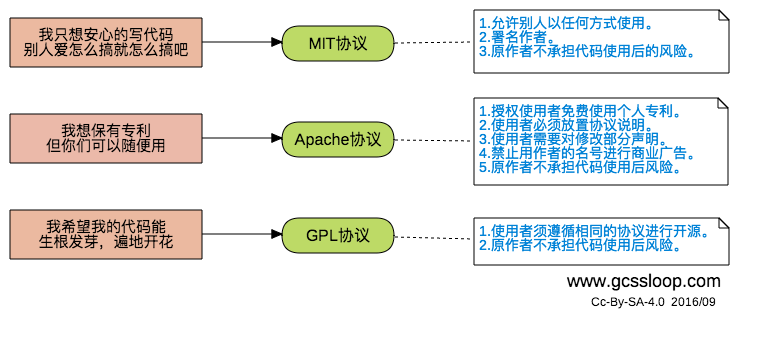 我只想安心的写代码
别人爱怎么搞就怎么搞吧
MIT协议
1.允许别人以任何方式使用。
2.署名作者。
3.原作者不承担代码使用后的风险。
我想保有专利
但你们可以随便用
Apache协议
1.授权使用者免费使用个人专利。
2.使用者必须放置协议说明。
3.使用者需要对修改部分声明。
4.禁止用作者的名号进行商业广告。
5.原作者不承担代码使用后风险。
我希望我的代码能
生根发芽，遍地开花
GPL协议
1.使用者须遵循相同的协议进行开源。
2.原作者不承担代码使用后风险。
www.gcssloop.com
Cc-By-SA-4.0 2016/09